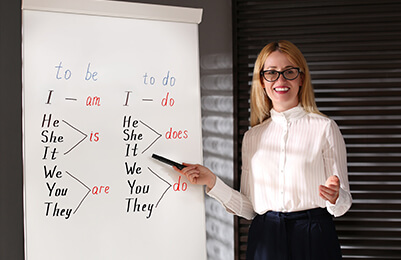 to be
I – am
He
She is
It
We
You are
They
to do
I – do
He
She does
It
We
You do
They